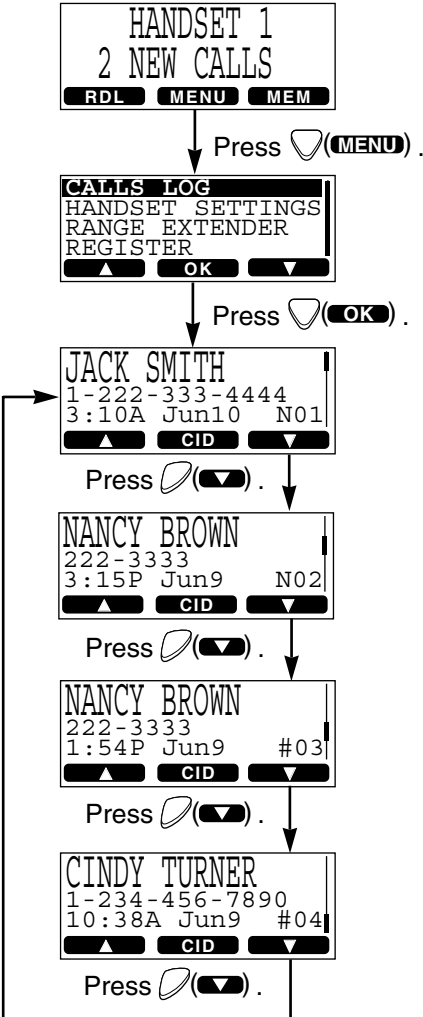 HANDSET 1
2 NEW CALLS
RDL MENU MEM
Press (MENU) .
CALLS LOG
HANDSET SETTINGS
RANGE EXTENDER
REGISTER
▲ OK ▼
Press (OK) .
JACK SMITH
1-222-333-4444
3:10A Jun10 N01
▲ CID ▼
Press (▼) .
NANCY BROWN
222-3333
3:15P Jun9 N02
▲ CID ▼
Press (▼) .
NANCY BROWN
222-3333
1:54P Jun9 #03
▲ CID ▼
Press (▼) .
CINDY TURNER
1-234-456-7890
10:38A Jun9 #04
▲ CID ▼
Press (▼) .